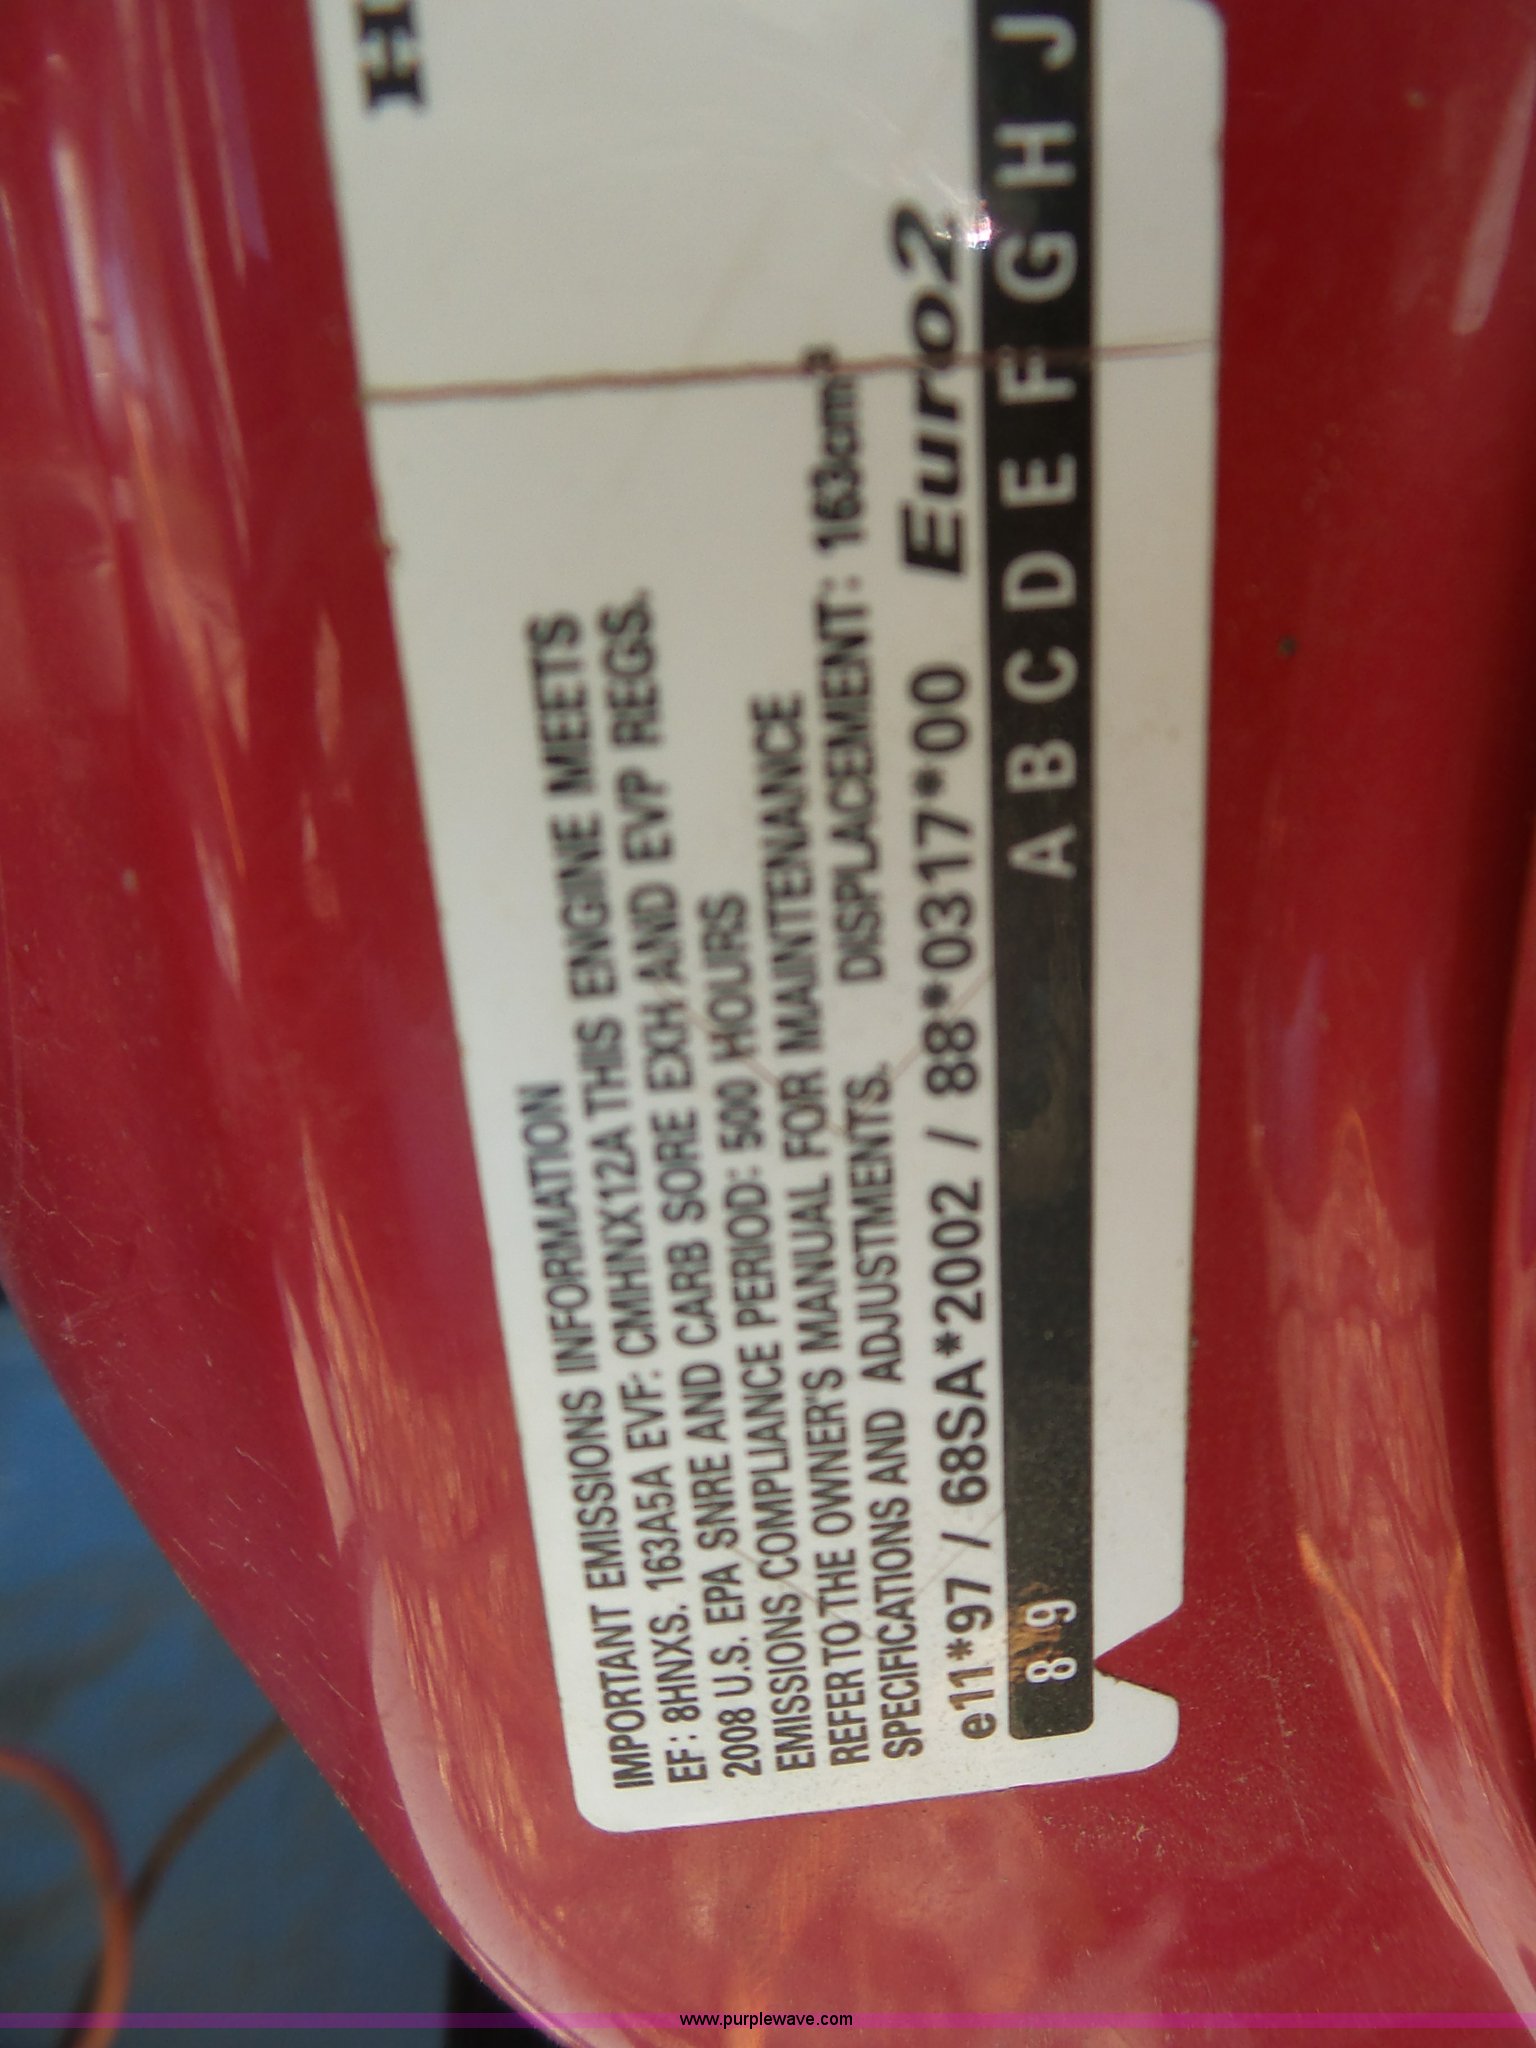 H
IMPORTANT EMISSIONS INFORMATION
EF: 8HNXS. 163A5A EVF: CMHNX12A THIS ENGINE MEETS
2008 U.S. EPA SNRE AND CARB SORE EXH AND EVP REGS.
EMISSIONS COMPLIANCE PERIOD: 500 HOURS
REFER TO THE OWNER'S MANUAL FOR MAINTENANCE
SPECIFICATIONS AND ADJUSTMENTS. DISPLACEMENT: 163cm³
e11*97 / 68SA*2002 / 88*0317*00 Euro2
8 9 A B C D E F G H J
www.purplewave.com